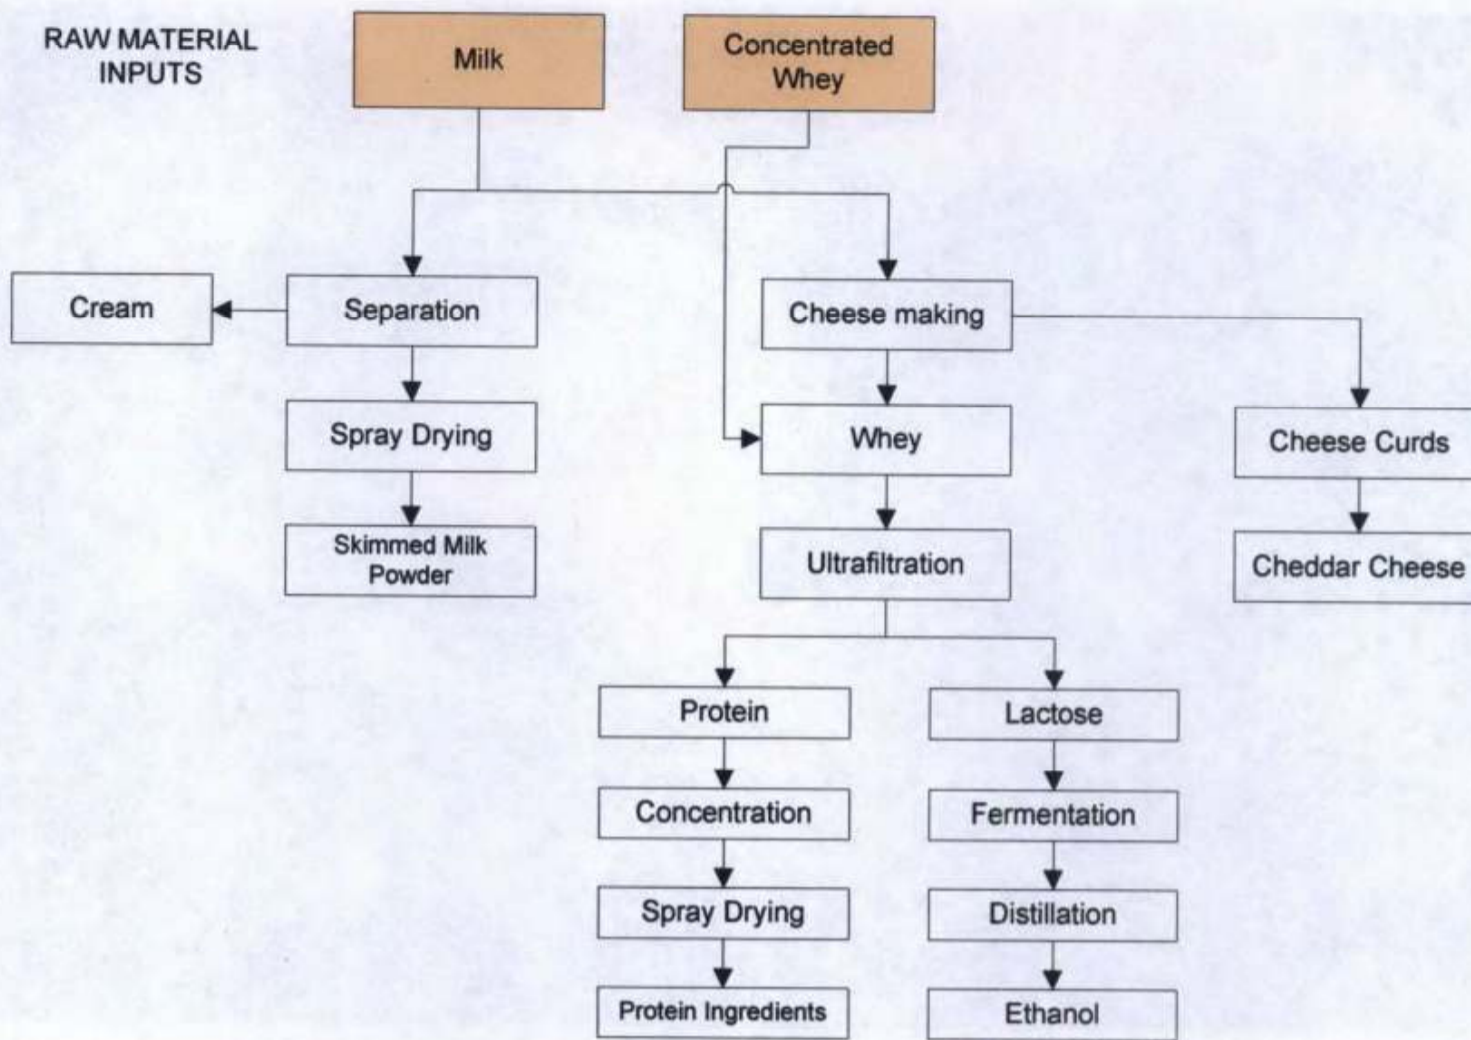 RAW MATERIAL
INPUTS
Milk
Concentrated
Whey
Cream
Separation
Cheese making
Spray Drying
Whey
Cheese Curds
Skimmed Milk
Powder
Ultrafiltration
Cheddar Cheese
Protein
Lactose
Concentration
Fermentation
Spray Drying
Distillation
Protein Ingredients
Ethanol